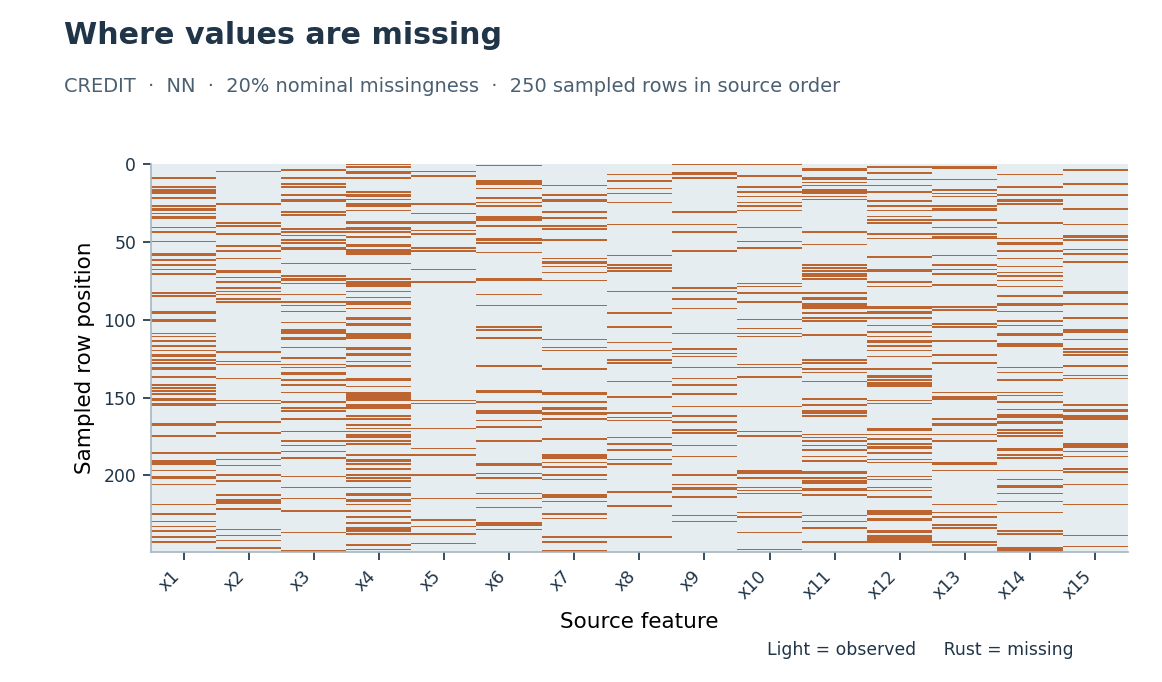 Where values are missing
CREDIT · NN · 20% nominal missingness · 250 sampled rows in source order
Sampled row position
0
50
100
150
200
x1 x2 x3 x4 x5 x6 x7 x8 x9 x10 x11 x12 x13 x14 x15
Source feature
Light = observed Rust = missing